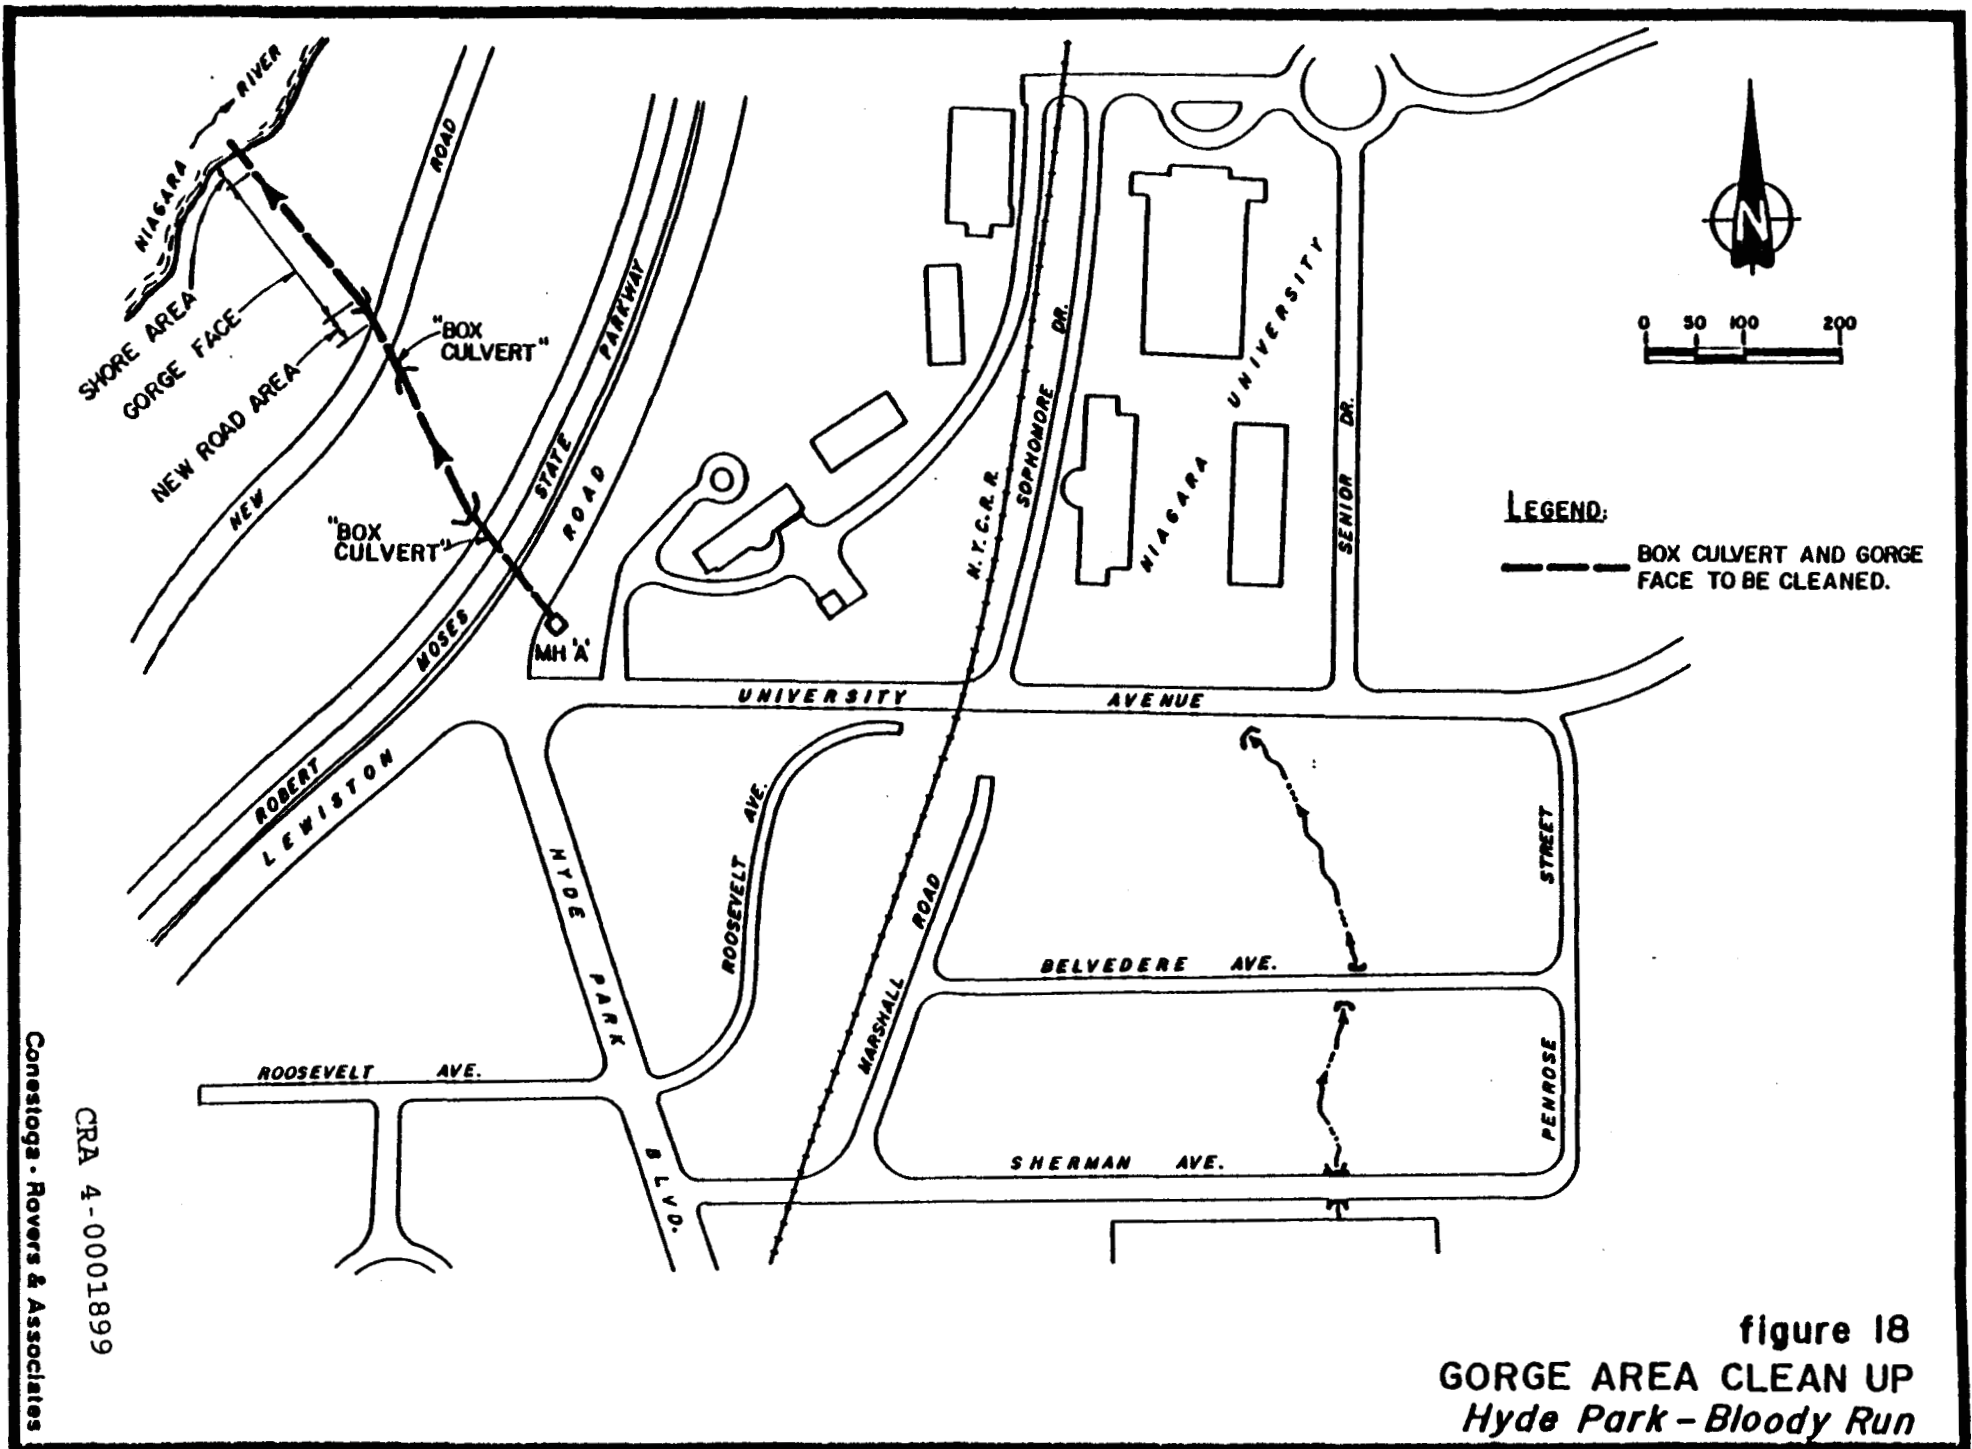 NIAGARA RIVER
SHORE AREA
GORGE FACE
NEW ROAD AREA
NEW ROAD
"BOX
CULVERT"
"BOX
CULVERT"
MH 'A'
ROBERT MOSES STATE PARKWAY
LEWISTON ROAD
N.Y.C.R.R.
SOPHOMORE DR.
NIAGARA UNIVERSITY
SENIOR DR.
N
0 50 100 200
LEGEND:
BOX CULVERT AND GORGE
FACE TO BE CLEANED.
UNIVERSITY AVENUE
HYDE PARK BLVD.
ROOSEVELT AVE.
ROOSEVELT AVE.
MARSHALL ROAD
BELVEDERE AVE.
SHERMAN AVE.
PENROSE STREET
figure 18
GORGE AREA CLEAN UP
Hyde Park - Bloody Run
CRA 4-0001899
Conestoga - Rovers & Associates